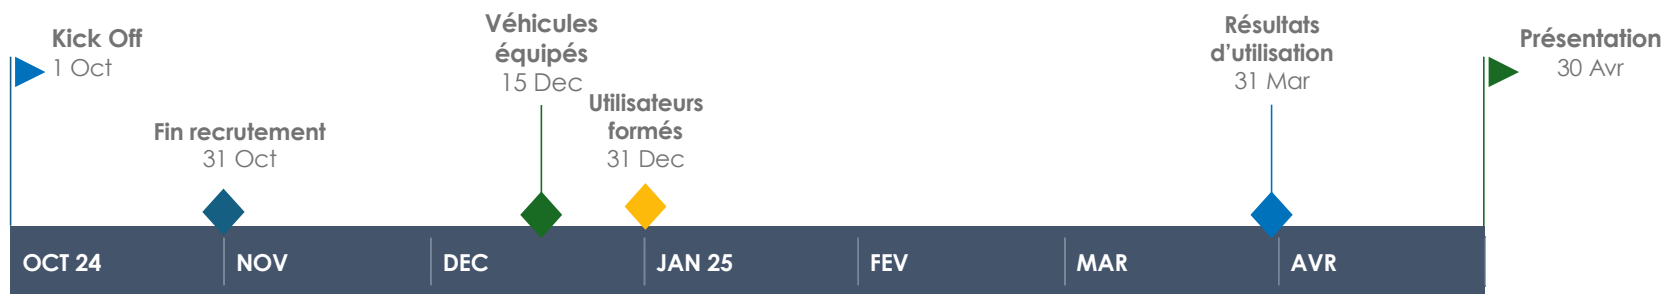 Kick Off
1 Oct
Fin recrutement
31 Oct
Véhicules
équipés
15 Dec
Utilisateurs
formés
31 Dec
Résultats
d'utilisation
31 Mar
Présentation
30 Avr
OCT 24
NOV
DEC
JAN 25
FEV
MAR
AVR